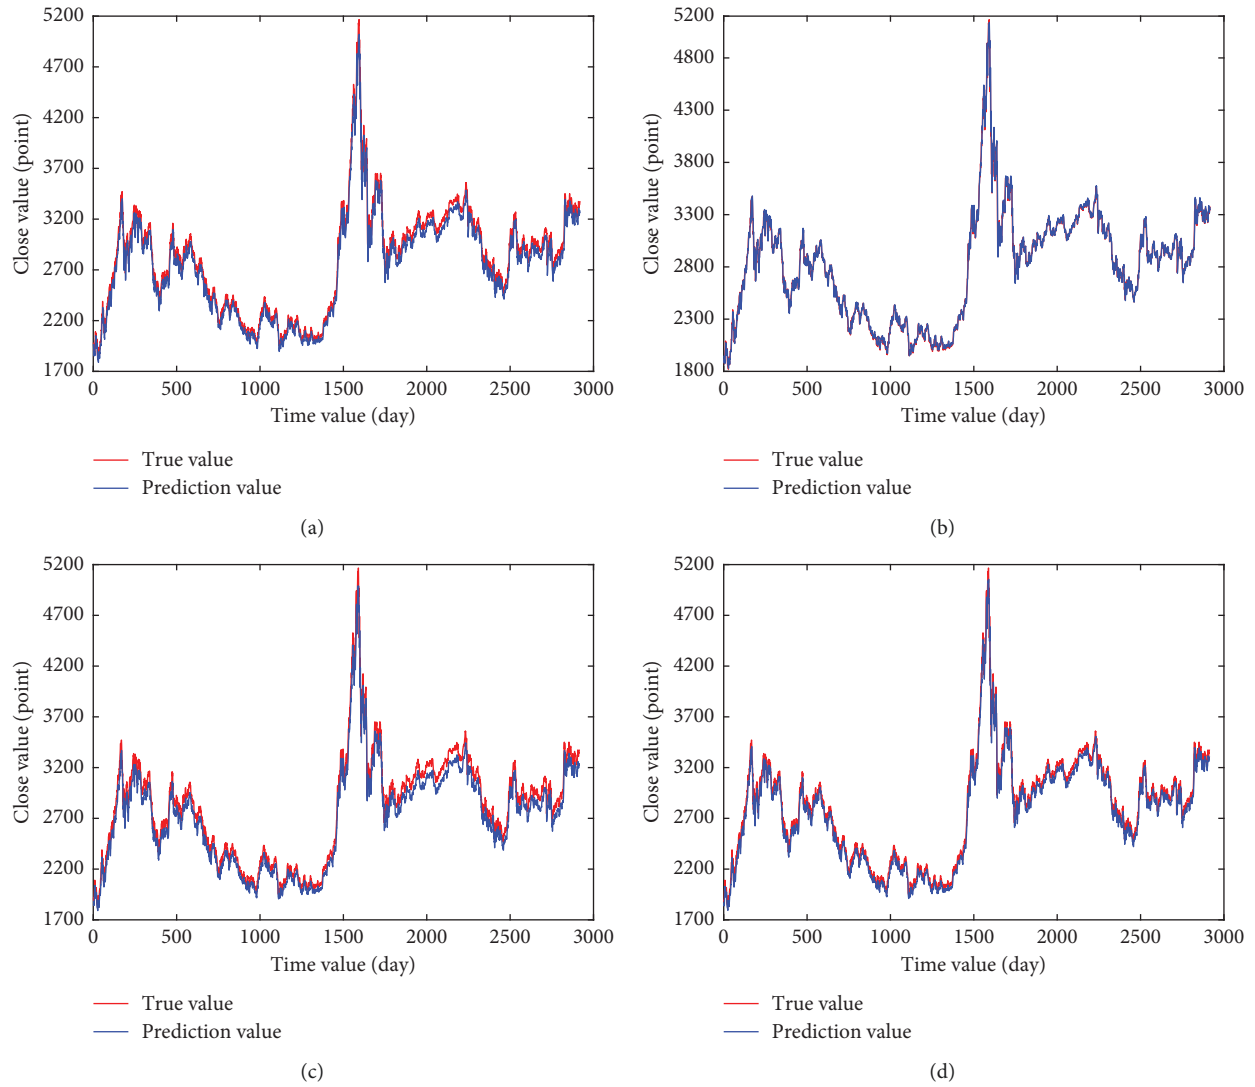 5200
4700
4200
3700
3200
2700
2200
1700
Close value (point)
0 500 1000 1500 2000 2500 3000
Time value (day)
True value
Prediction value
(a)
5200
4800
4300
3800
3300
2800
2300
1800
Close value (point)
0 500 1000 1500 2000 2500 3000
Time value (day)
True value
Prediction value
(b)
5200
4700
4200
3700
3200
2700
2200
1700
Close value (point)
0 500 1000 1500 2000 2500 3000
Time value (day)
True value
Prediction value
(c)
5200
4700
4200
3700
3200
2700
2200
1700
Close value (point)
0 500 1000 1500 2000 2500 3000
Time value (day)
True value
Prediction value
(d)